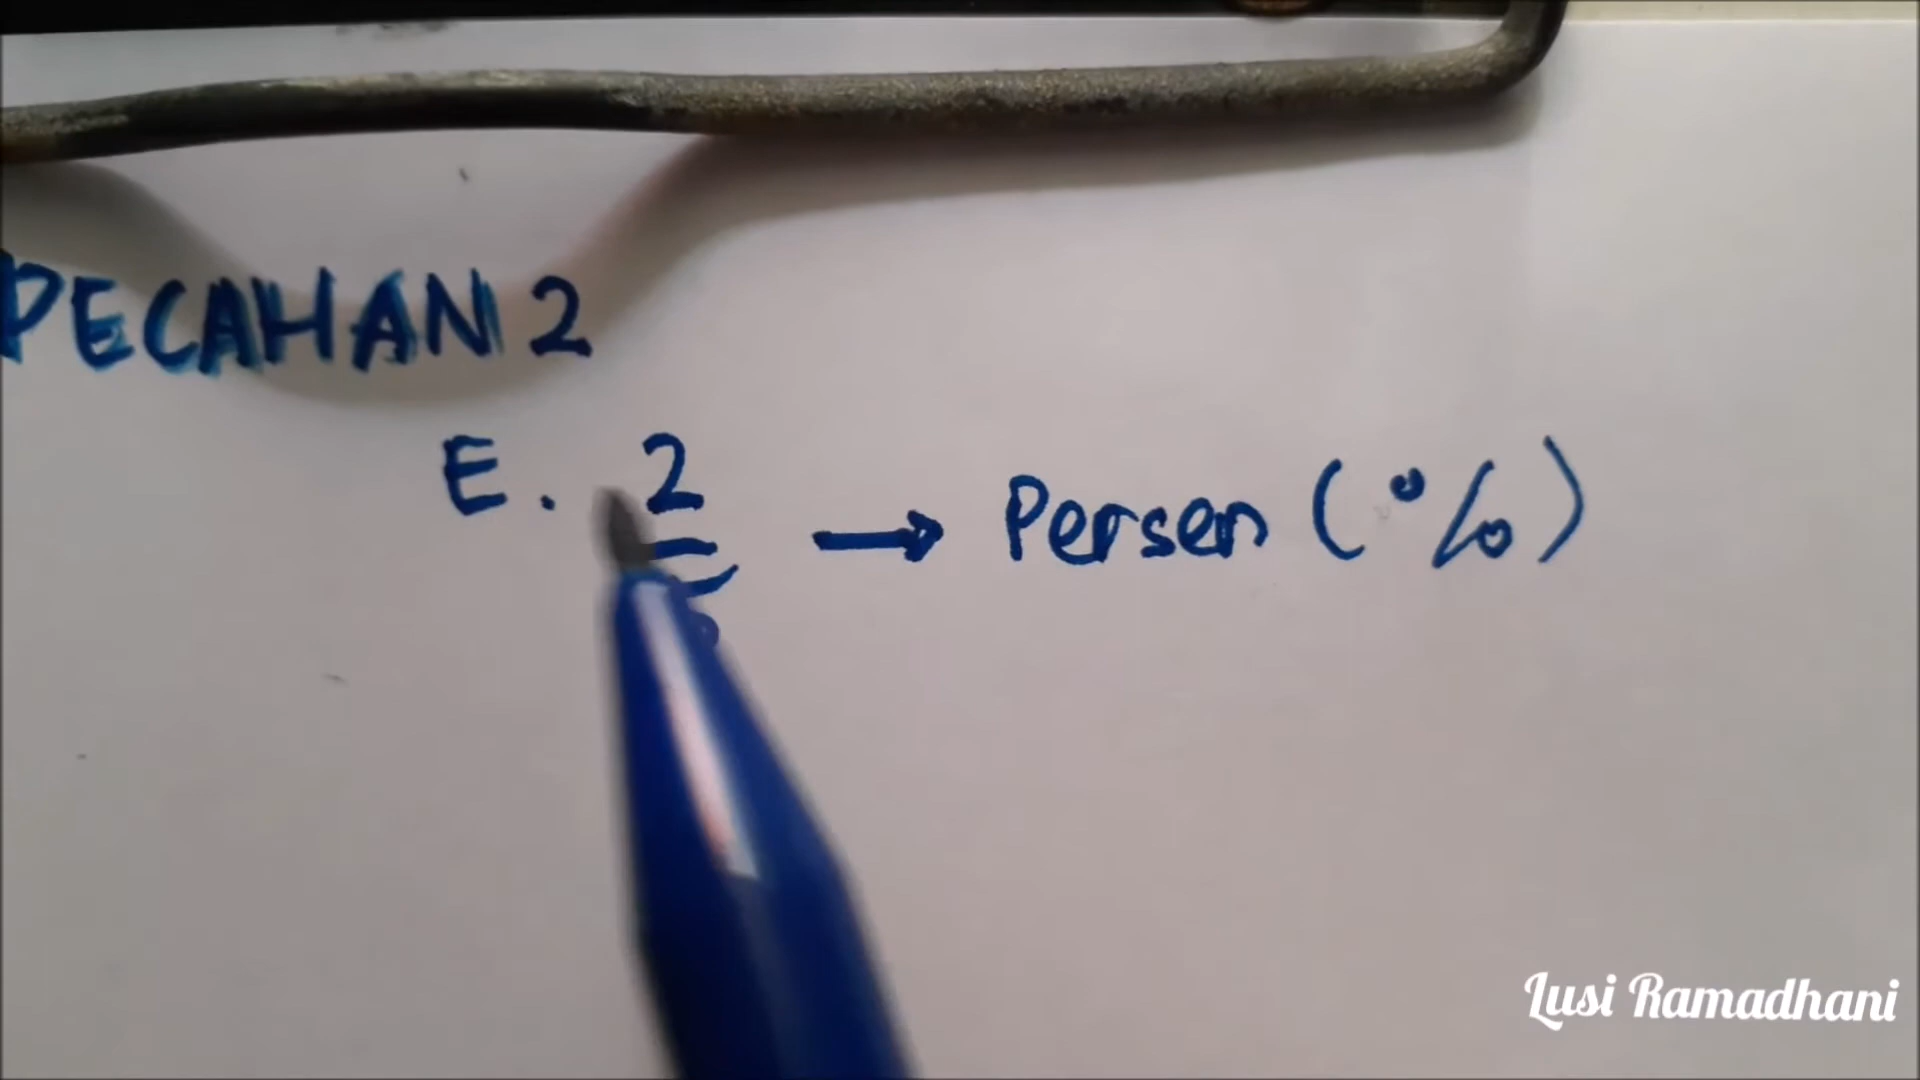 PECAHAN 2
E. 2
→ Persen (%)
Lusi Ramadhani